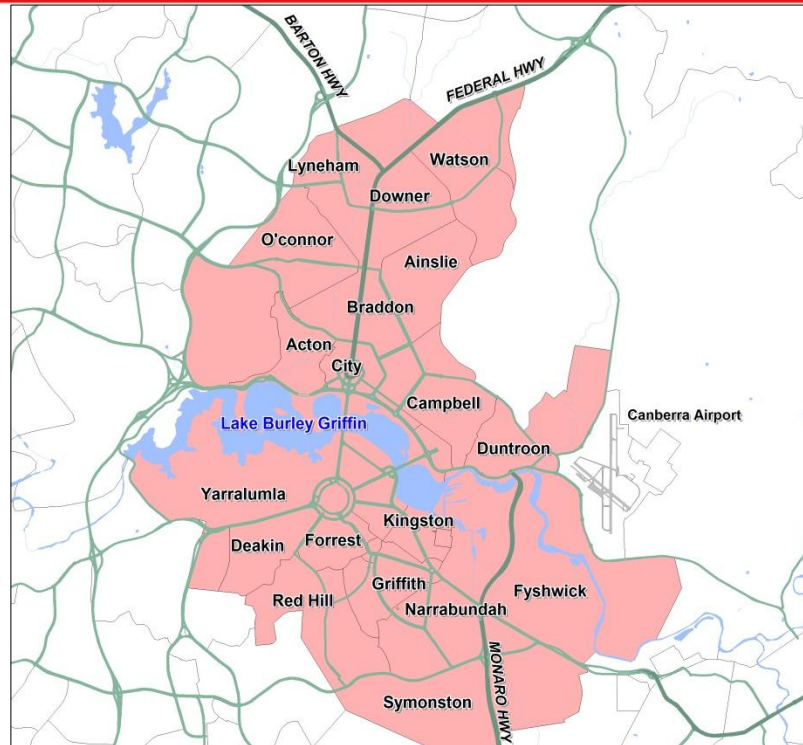 BARTON HWY
FEDERAL HWY
Lyneham
Watson
Downer
O'connor
Ainslie
Braddon
Acton
City
Campbell
Canberra Airport
Lake Burley Griffin
Duntroon
Yarralumla
Kingston
Deakin
Forrest
Griffith
Fyshwick
Red Hill
Narrabundah
Symonston
MONARO HWY